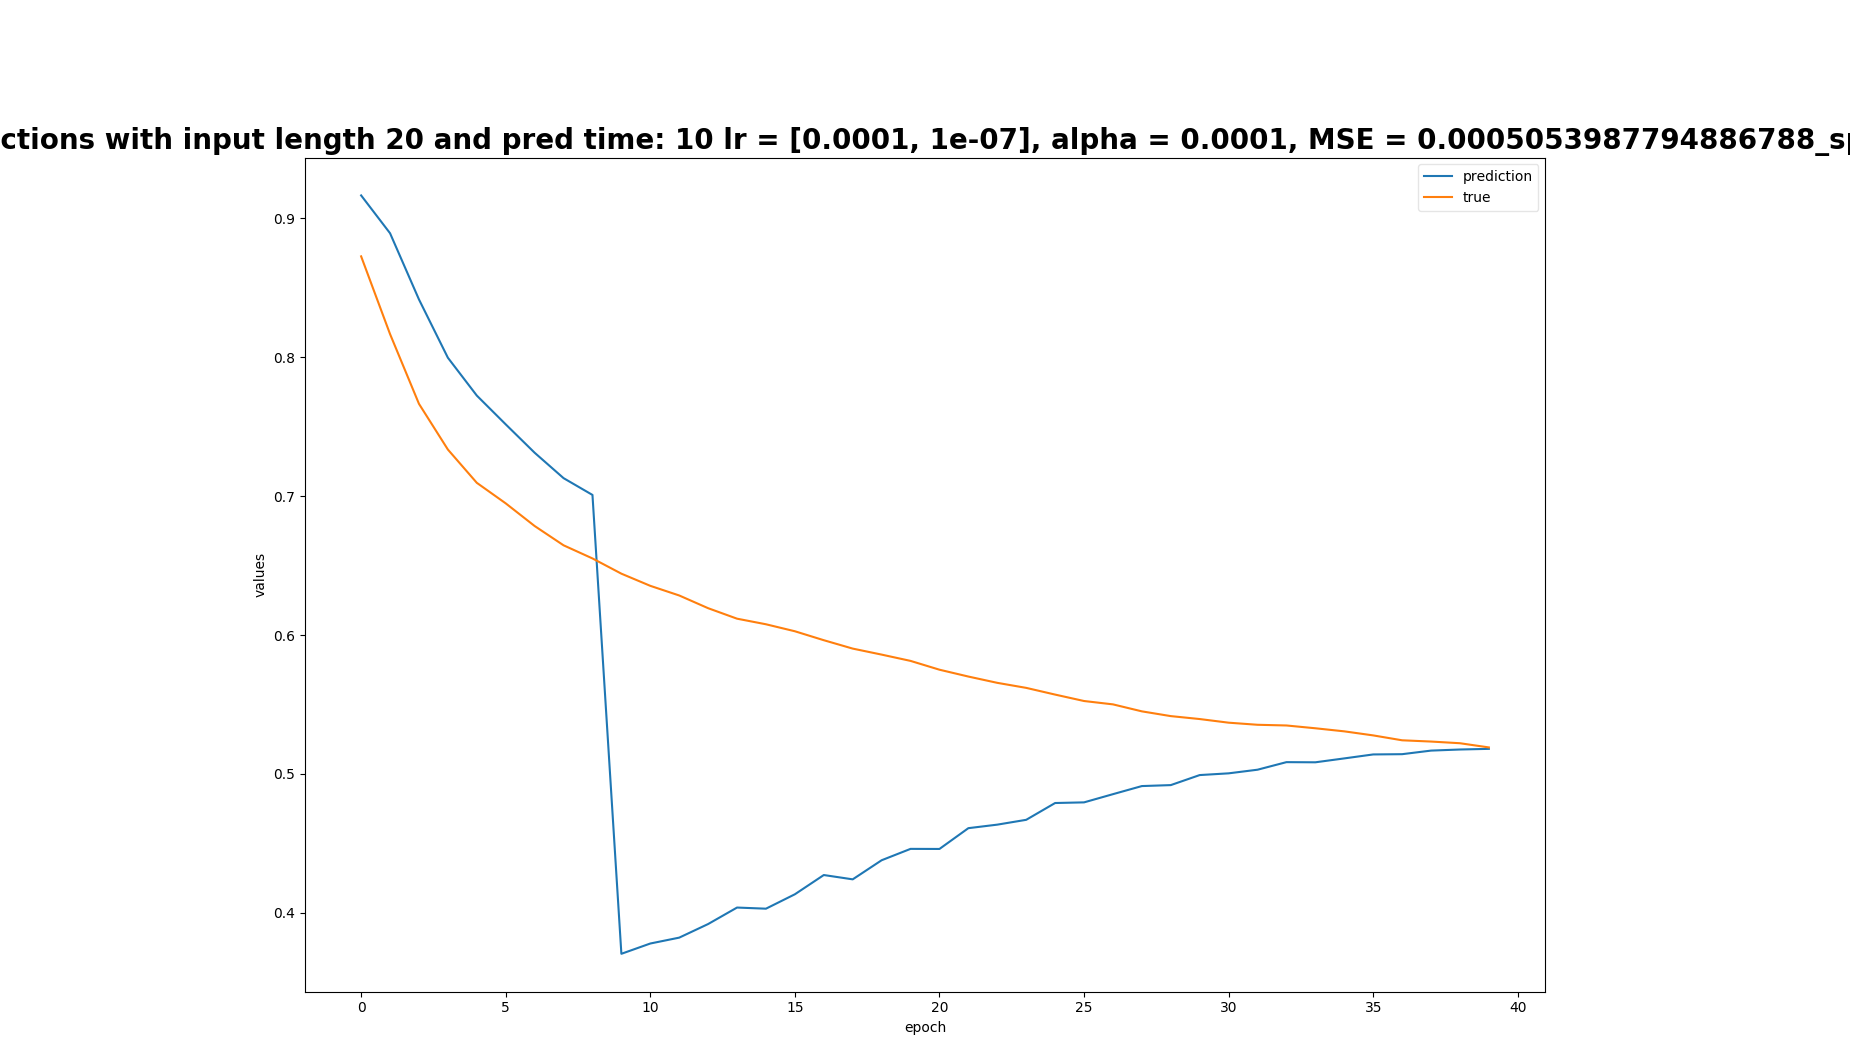 ctions with input length 20 and pred time: 10 lr = [0.0001, 1e-07], alpha = 0.0001, MSE = 0.0005053987794886788_sp
prediction
true
0.9
0.8
0.7
0.6
0.5
0.4
values
0 5 10 15 20 25 30 35 40
epoch